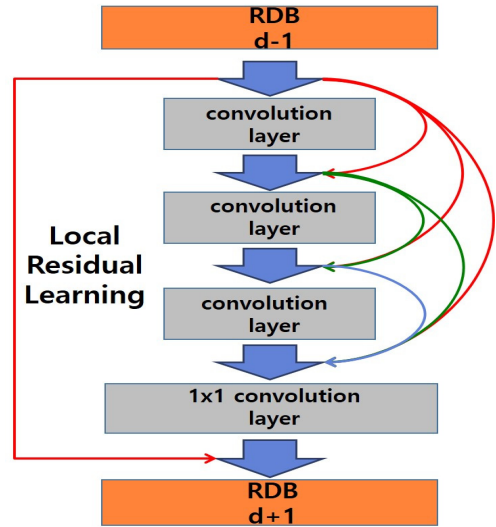 RDB
d-1
convolution
layer
convolution
layer
Local
Residual
Learning
convolution
layer
1x1 convolution
layer
RDB
d+1